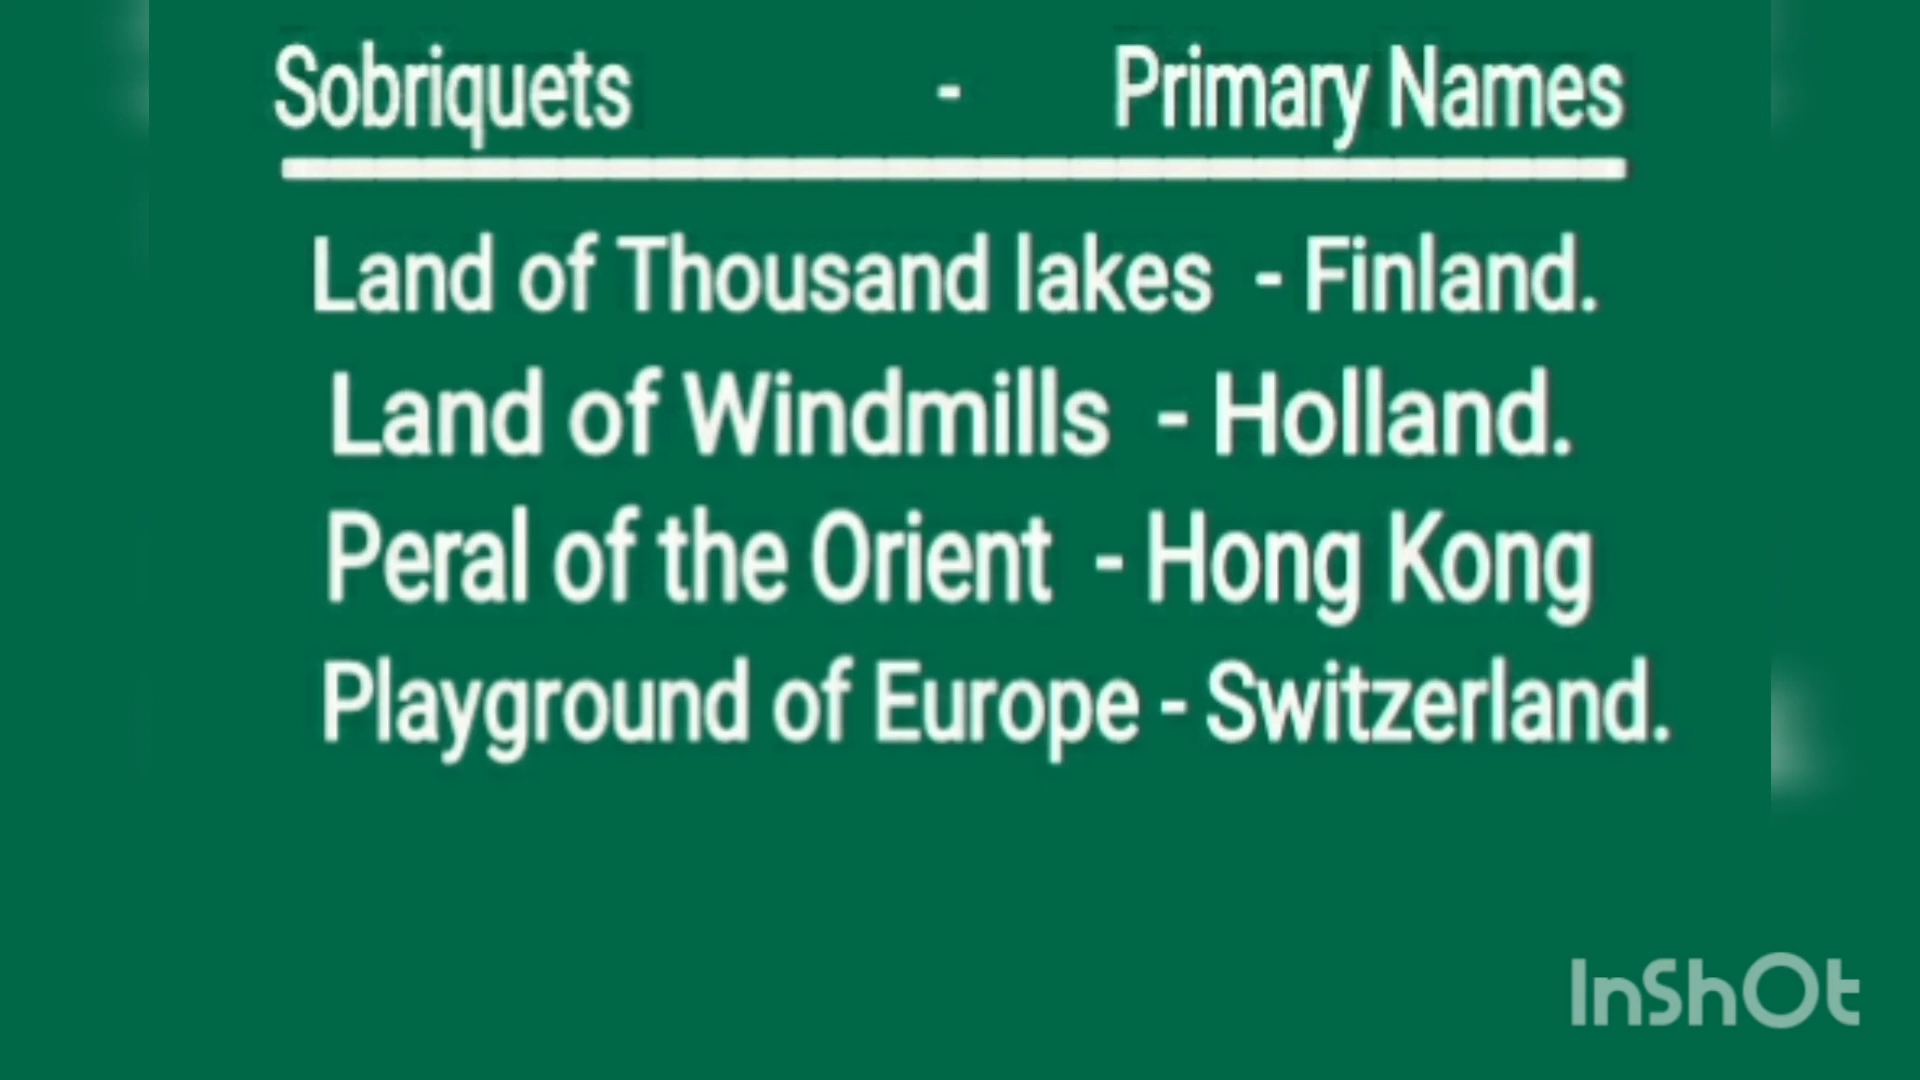 Sobriquets - Primary Names
Land of Thousand lakes - Finland.
Land of Windmills - Holland.
Peral of the Orient - Hong Kong
Playground of Europe - Switzerland.
InShOt